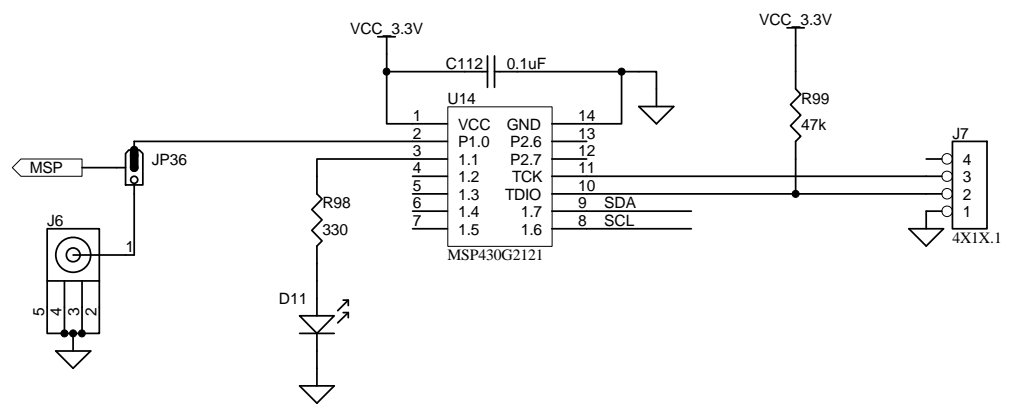 VCC_3.3V
VCC_3.3V
C112 0.1uF
U14
R99
47k
1 VCC GND 14
2 P1.0 P2.6 13
3 1.1 P2.7 12
4 1.2 TCK 11
5 1.3 TDIO 10
6 1.4 1.7 9 SDA
7 1.5 1.6 8 SCL
MSP430G2121
J7
4
3
2
1
4X1X.1
MSP
JP36
R98
330
J6
1
5 4 3 2
D11